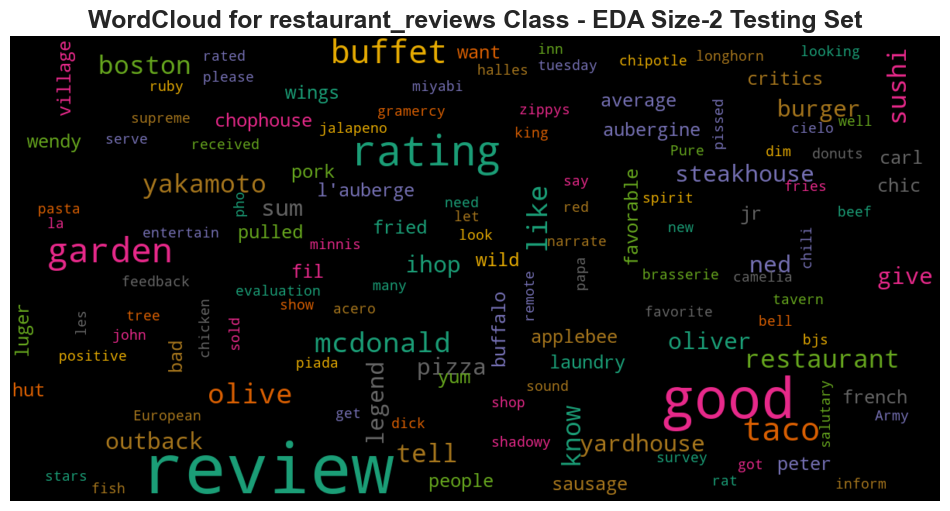 WordCloud for restaurant_reviews Class - EDA Size-2 Testing Set
village
boston
rated
please
ruby
buffet
want
inn
tuesday
halles
chipotle
longhorn
looking
critics
sushi
wings
miyabi
supreme
chophouse
gramercy
jalapeno
zippys
king
average
aubergine
pissed
burger
cielo
well
wendy
serve
received
rating
Pure
dim
donuts
carl
yakamoto
pork
l'auberge
steakhouse
fries
chic
pasta
la
pho
sum
need
let
look
like
say
red
favorable
spirit
new
jr
beef
entertain
pulled
minnis
fried
narrate
chili
garden
fil
ihop
wild
ned
give
feedback
evaluation
many
remote
papa
brasserie
camelia
tavern
luger
les
tree
john
chicken
sold
show
acero
buffalo
favorite
bell
bjs
positive
bad
piada
mcdonald
applebee
oliver
laundry
restaurant
hut
olive
legend
pizza
yum
sound
shop
good
salutary
french
Army
European
get
dick
know
taco
outback
tell
shadowy
yardhouse
survey
got
peter
stars
fish
review
people
sausage
rat
inform